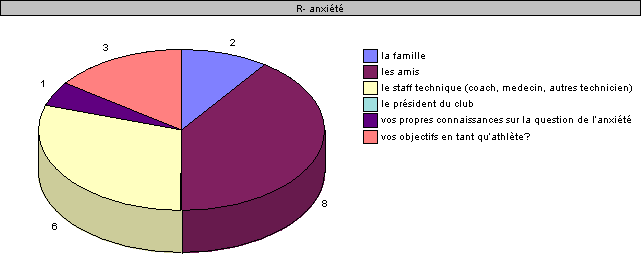 R- anxiété
3
2
1
8
6
la famille
les amis
le staff technique (coach, medecin, autres technicien)
le président du club
vos propres connaissances sur la question de l'anxiété
vos objectifs en tant qu'athlète?